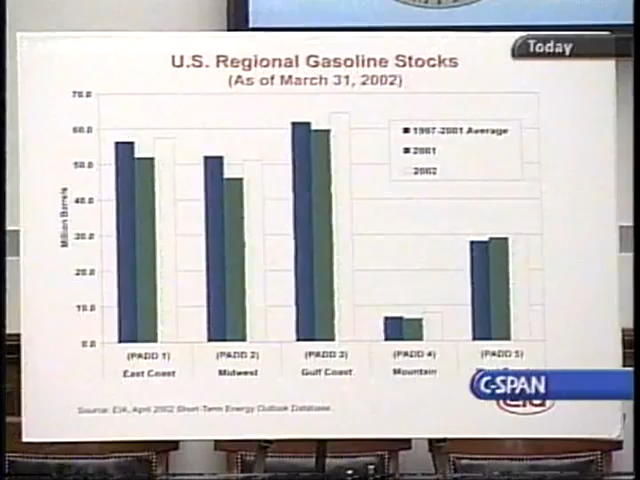 Today
U.S. Regional Gasoline Stocks
(As of March 31, 2002)
70.0
60.0
50.0
40.0
30.0
20.0
10.0
0.0
Million Barrels
1997-2001 Average
2001
2002
(PADD 1) (PADD 2) (PADD 3) (PADD 4) (PADD 5)
East Coast Midwest Gulf Coast Mountain
C-SPAN
eia
Source: EIA, April 2002 Short-Term Energy Outlook Database.